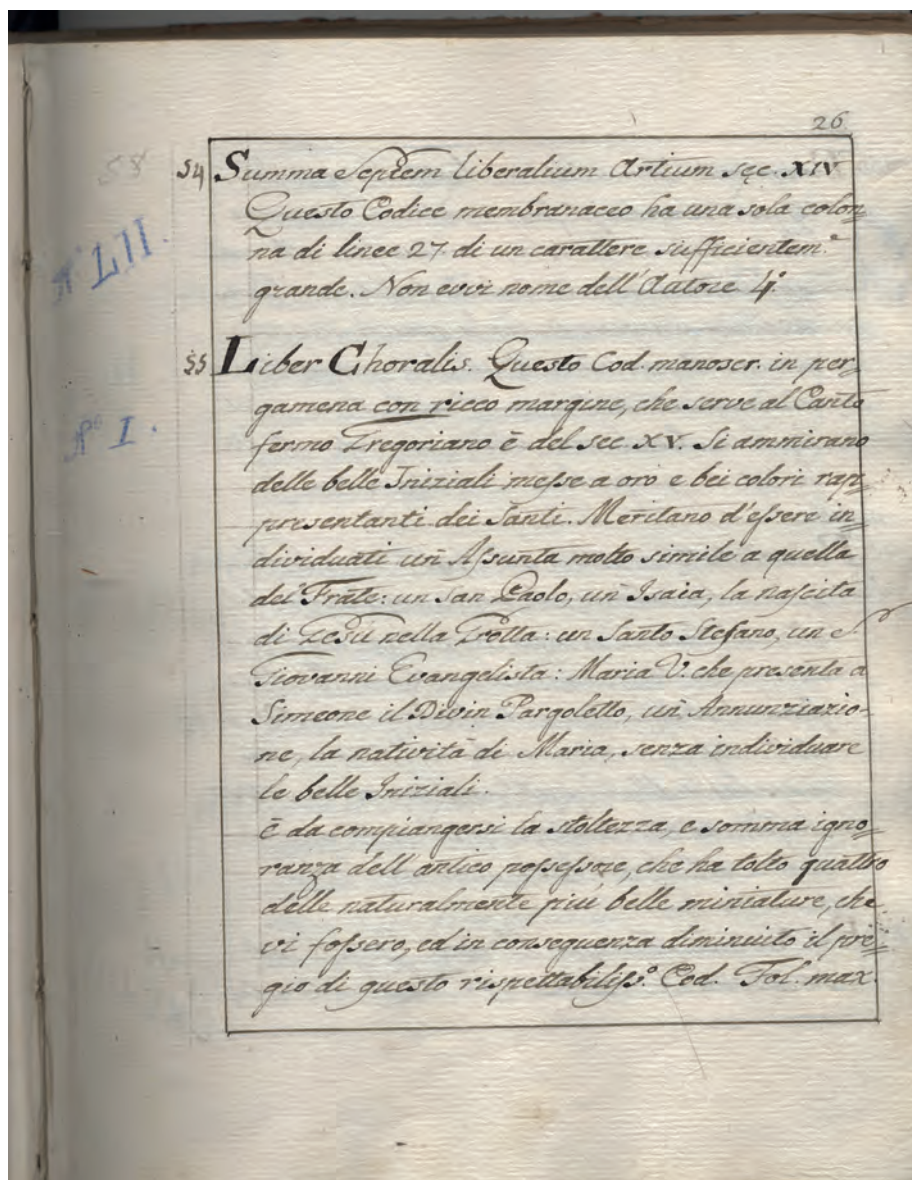 26.
58
54 Summa Septem liberalium Artium sec. XIV
Questo Codice membranaceo ha una sola colon=
na di linee 27 di un carattere sufficientem.e
grande. Non evvi nome dell' Autore 4.º
Nº LII.
55 Liber Choralis. Questo Cod. manoscr. in per=
gamena con ricco margine, che serve al Canto
Nº I.
fermo Gregoriano è del sec XV. Si ammirano
delle belle Iniziali messe a oro e bei colori rap=
presentanti dei Santi. Meritano d'essere in=
dividuati un Assunta molto simile a quella
del Frate: un San Paolo, un Isaia, la nascita
di Gesù nella Grotta: un Santo Stefano, un S
Giovanni Evangelista: Maria V. che presenta a
Simeone il Divin Pargoletto, un Annunziazio-
ne, la natività di Maria, senza individuare
le belle Iniziali.
è da compiangersi la stoltezza, e somma igno=
ranza dell' antico possessore, che ha tolto quattro
delle naturalmente più belle miniature, che
vi fossero, ed in conseguenza diminuito il pre=
gio di questo rispettabiliss.º Cod. Fol. max.